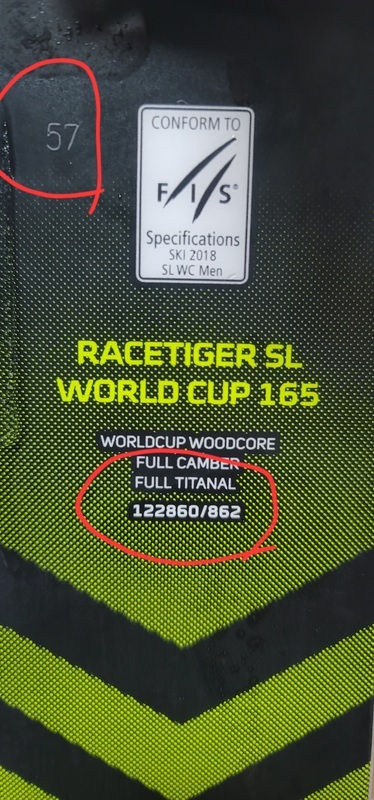 57
CONFORM TO
FIS®
Specifications
SKI 2018
SL WC Men
RACETIGER SL
WORLD CUP 165
WORLDCUP WOODCORE
FULL CAMBER
FULL TITANAL
122860/862